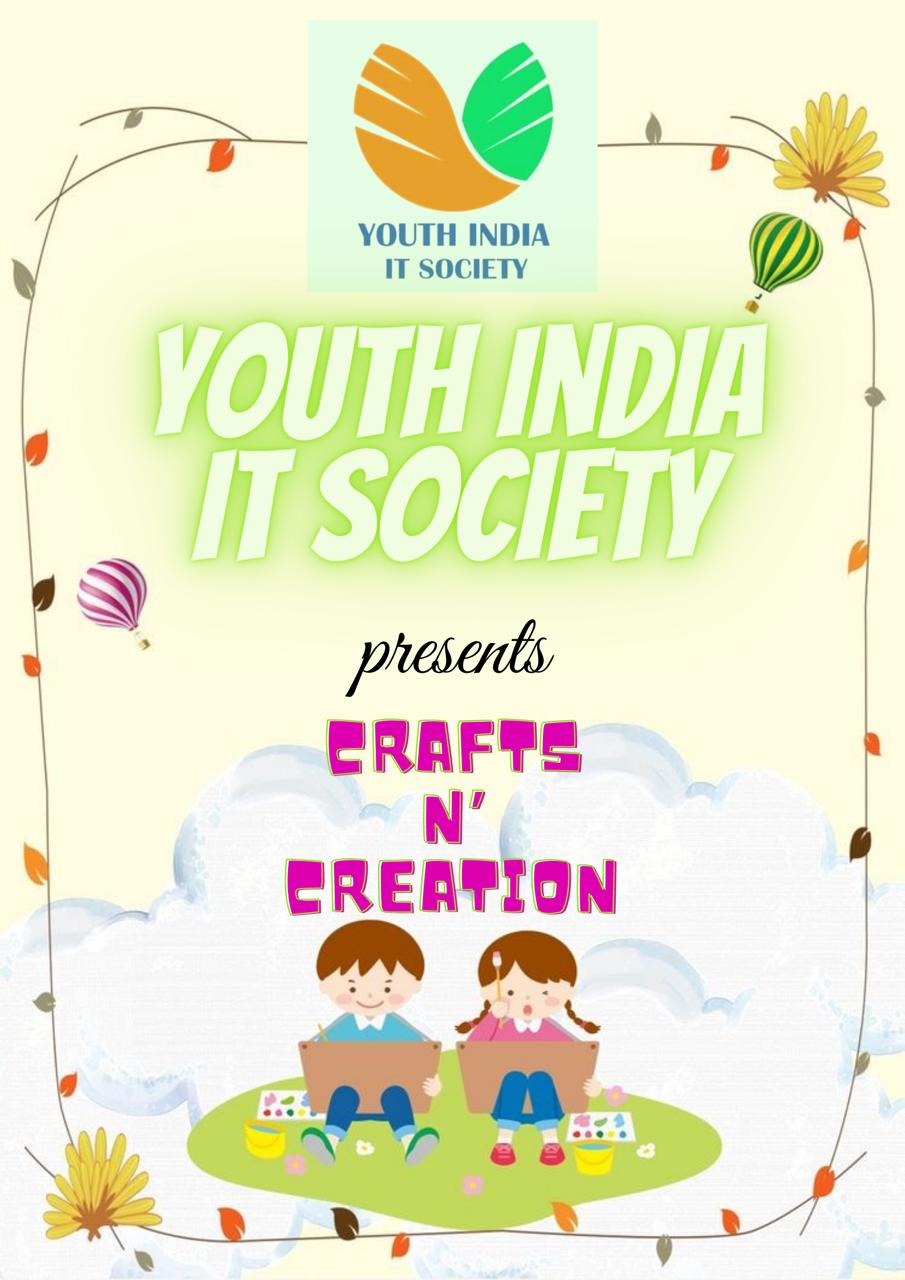 YOUTH INDIA
IT SOCIETY
YOUTH INDIA
IT SOCIETY
presents
CRAFTS
N'
CREATION